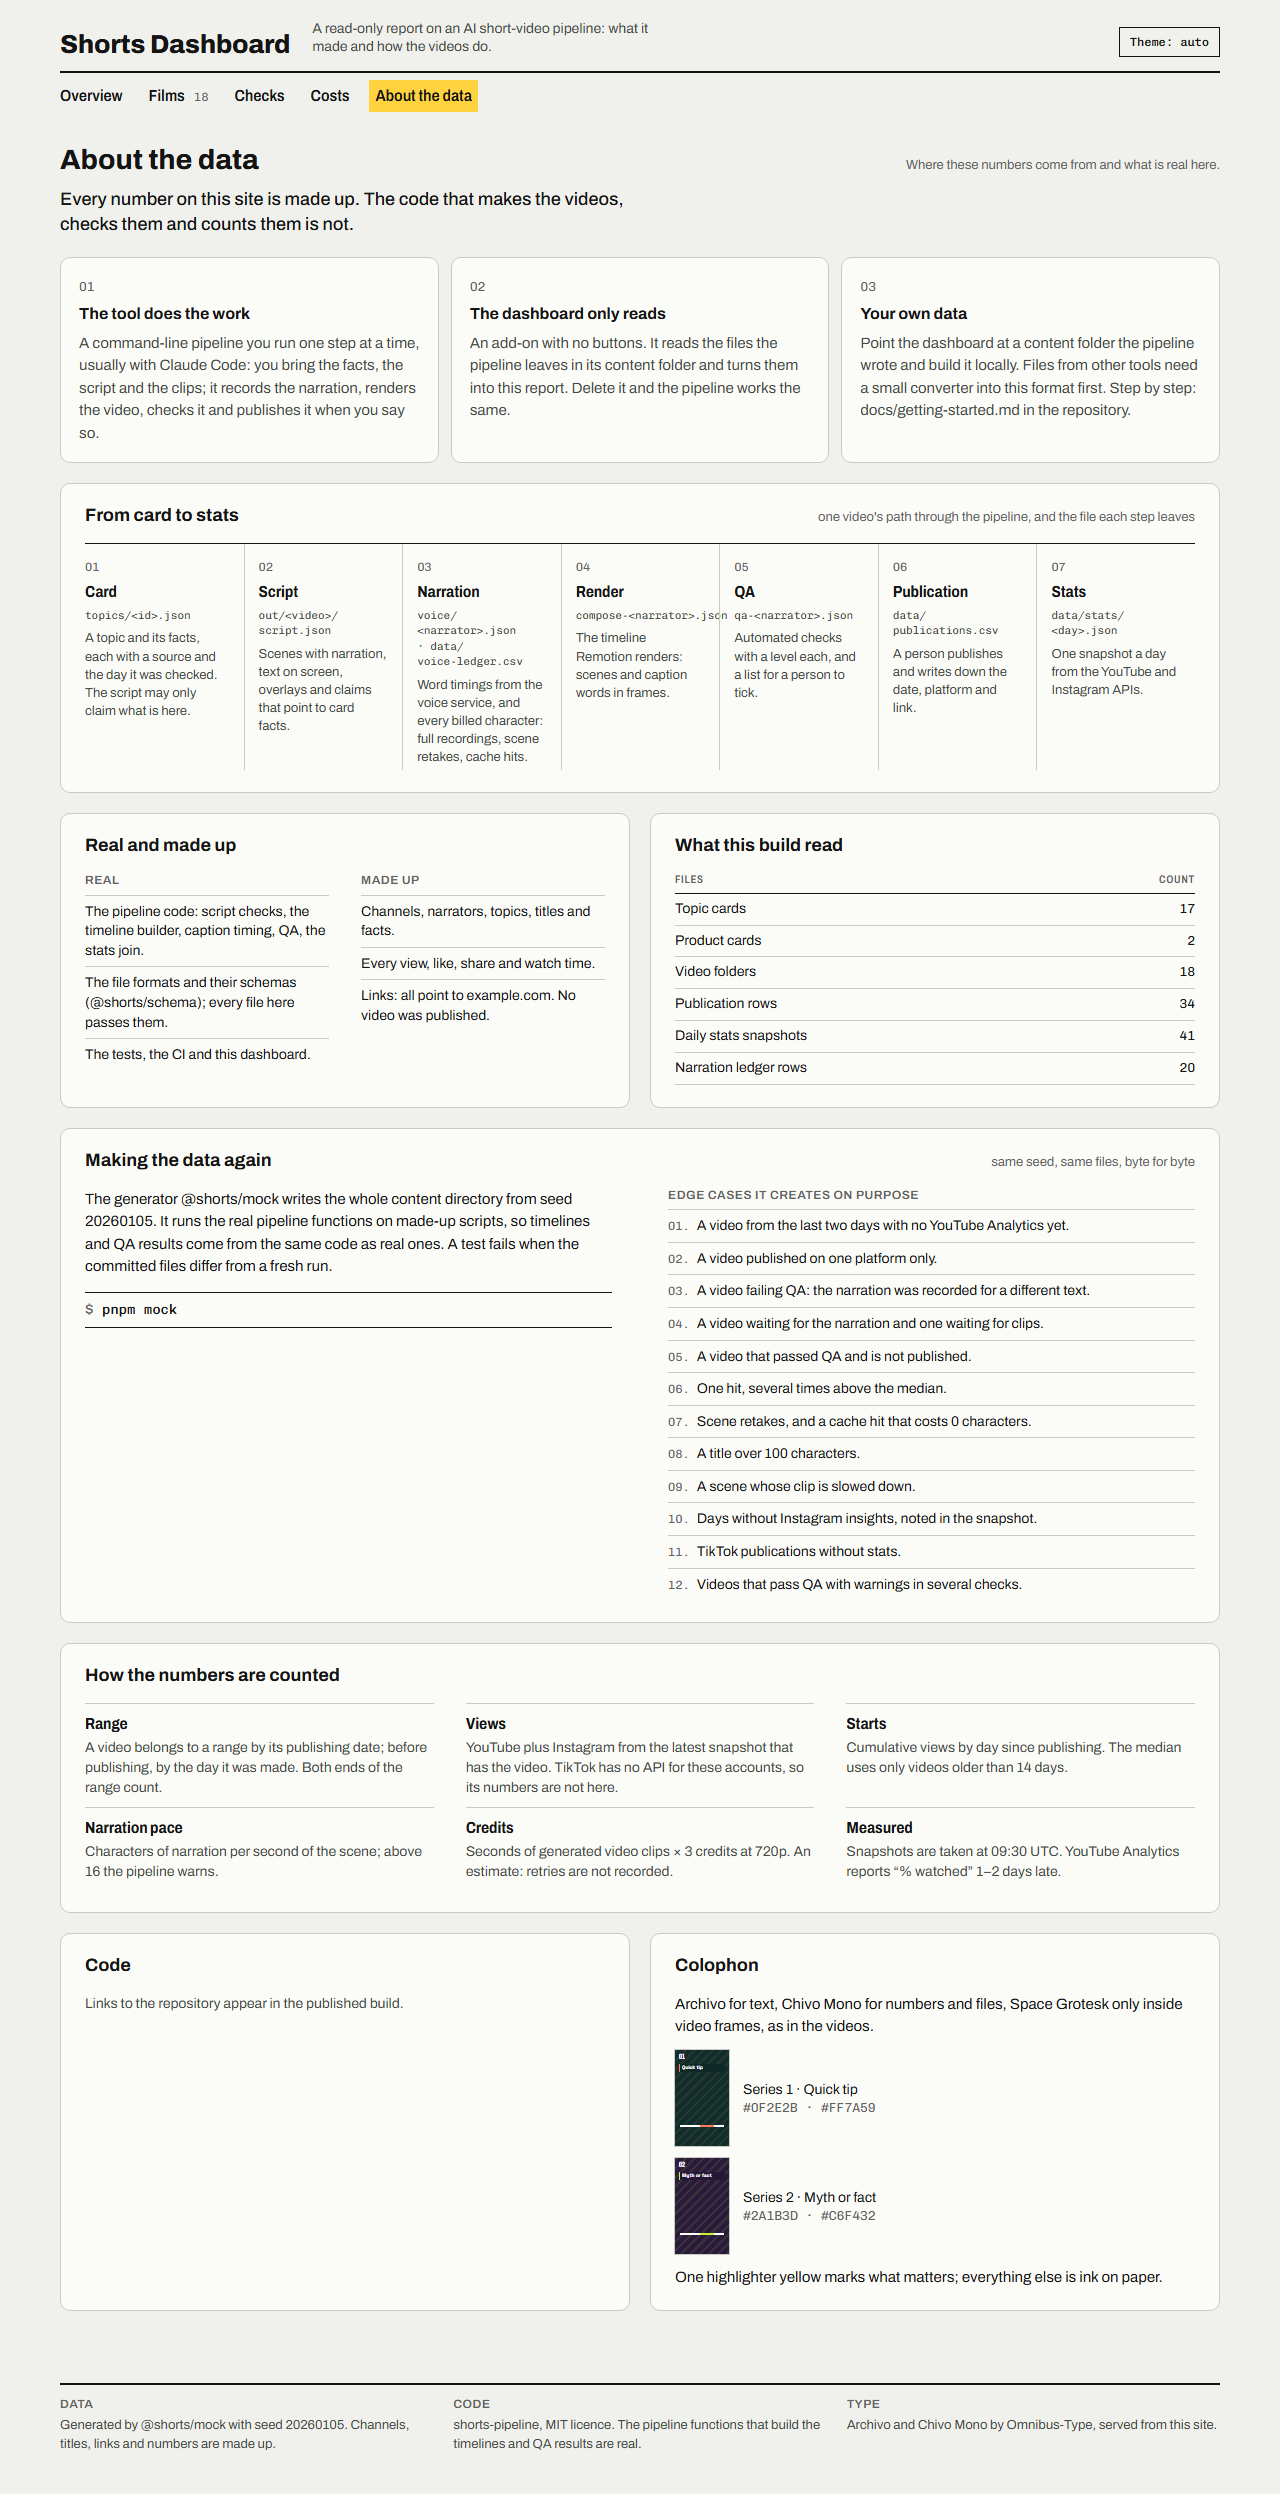 Shorts Dashboard
A read-only report on an AI short-video pipeline: what it
made and how the videos do.
Theme: auto
Overview
Films 18
Checks
Costs
About the data
About the data
Where these numbers come from and what is real here.
Every number on this site is made up. The code that makes the videos,
checks them and counts them is not.
01
The tool does the work
A command-line pipeline you run one step at a time,
usually with Claude Code: you bring the facts, the
script and the clips; it records the narration, renders
the video, checks it and publishes it when you say
so.
02
The dashboard only reads
An add-on with no buttons. It reads the files the
pipeline leaves in its content folder and turns them
into this report. Delete it and the pipeline works the
same.
03
Your own data
Point the dashboard at a content folder the pipeline
wrote and build it locally. Files from other tools need
a small converter into this format first. Step by step:
docs/getting-started.md in the repository.
From card to stats
one video's path through the pipeline, and the file each step leaves
01
Card
topics/<id>.json
A topic and its facts,
each with a source and
the day it was checked.
The script may only
claim what is here.
02
Script
out/<video>/
script.json
Scenes with narration,
text on screen,
overlays and claims
that point to card
facts.
03
Narration
voice/
<narrator>.json
· data/
voice-ledger.csv
Word timings from the
voice service, and
every billed character:
full recordings, scene
retakes, cache hits.
04
Render
compose-<narrator>.json
The timeline
Remotion renders:
scenes and caption
words in frames.
05
QA
qa-<narrator>.json
Automated checks
with a level each, and
a list for a person to
tick.
06
Publication
data/
publications.csv
A person publishes
and writes down the
date, platform and
link.
07
Stats
data/stats/
<day>.json
One snapshot a day
from the YouTube and
Instagram APIs.
Real and made up
REAL
The pipeline code: script checks, the
timeline builder, caption timing, QA, the
stats join.
The file formats and their schemas
(@shorts/schema); every file here
passes them.
The tests, the CI and this dashboard.
MADE UP
Channels, narrators, topics, titles and
facts.
Every view, like, share and watch time.
Links: all point to example.com. No
video was published.
What this build read
FILES COUNT
Topic cards 17
Product cards 2
Video folders 18
Publication rows 34
Daily stats snapshots 41
Narration ledger rows 20
Making the data again
same seed, same files, byte for byte
The generator @shorts/mock writes the whole content directory from seed
20260105. It runs the real pipeline functions on made-up scripts, so timelines
and QA results come from the same code as real ones. A test fails when the
committed files differ from a fresh run.
$ pnpm mock
EDGE CASES IT CREATES ON PURPOSE
01. A video from the last two days with no YouTube Analytics yet.
02. A video published on one platform only.
03. A video failing QA: the narration was recorded for a different text.
04. A video waiting for the narration and one waiting for clips.
05. A video that passed QA and is not published.
06. One hit, several times above the median.
07. Scene retakes, and a cache hit that costs 0 characters.
08. A title over 100 characters.
09. A scene whose clip is slowed down.
10. Days without Instagram insights, noted in the snapshot.
11. TikTok publications without stats.
12. Videos that pass QA with warnings in several checks.
How the numbers are counted
Range
A video belongs to a range by its publishing date; before
publishing, by the day it was made. Both ends of the
range count.
Views
YouTube plus Instagram from the latest snapshot that
has the video. TikTok has no API for these accounts, so
its numbers are not here.
Starts
Cumulative views by day since publishing. The median
uses only videos older than 14 days.
Narration pace
Characters of narration per second of the scene; above
16 the pipeline warns.
Credits
Seconds of generated video clips × 3 credits at 720p. An
estimate: retries are not recorded.
Measured
Snapshots are taken at 09:30 UTC. YouTube Analytics
reports “% watched” 1–2 days late.
Code
Links to the repository appear in the published build.
Colophon
Archivo for text, Chivo Mono for numbers and files, Space Grotesk only inside
video frames, as in the videos.
01
Quick tip
Series 1 · Quick tip
#0F2E2B · #FF7A59
02
Myth or fact
Series 2 · Myth or fact
#2A1B3D · #C6F432
One highlighter yellow marks what matters; everything else is ink on paper.
DATA
Generated by @shorts/mock with seed 20260105. Channels,
titles, links and numbers are made up.
CODE
shorts-pipeline, MIT licence. The pipeline functions that build the
timelines and QA results are real.
TYPE
Archivo and Chivo Mono by Omnibus-Type, served from this site.